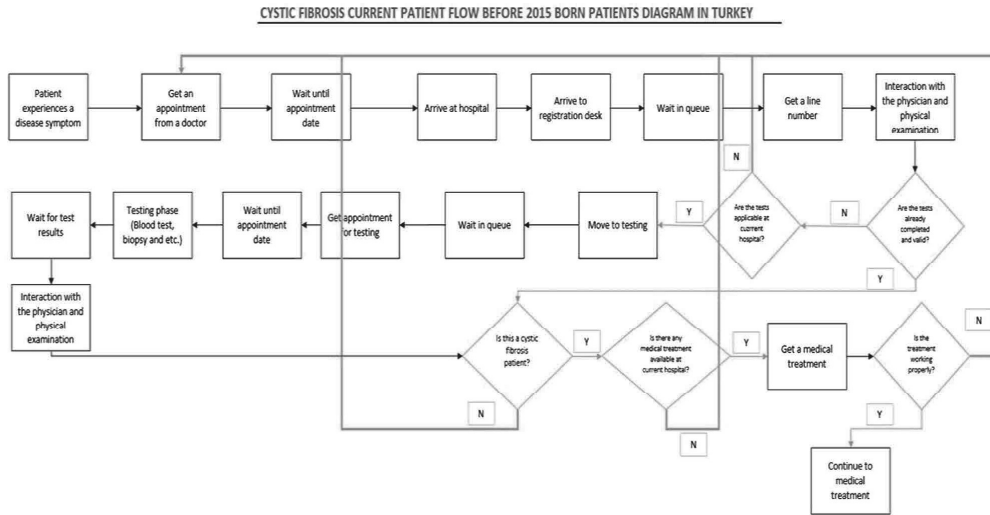 CYSTIC FIBROSIS CURRENT PATIENT FLOW BEFORE 2015 BORN PATIENTS DIAGRAM IN TURKEY
Patient
experiences a
disease symptom
Get an
appointment
from a doctor
Wait until
appointment
date
Arrive at hospital
Arrive to
registration desk
Wait in queue
Get a line
number
Interaction with
the physician and
physical
examination
N
Wait for test
results
Testing phase
(Blood test,
biopsy and etc.)
Wait until
appointment
date
Get appointment
for testing
Wait in queue
Move to testing
Y
Are the tests
applicable at
current
hospital?
N
Are the tests
already
completed
and valid?
Y
Interaction with
the physician and
physical
examination
Is this a cystic
fibrosis
patient?
Y
Is there any
medical treatment
available at
current hospital?
Y
Get a medical
treatment
Is the
treatment
working
properly?
N
N
N
Y
Continue to
medical
treatment